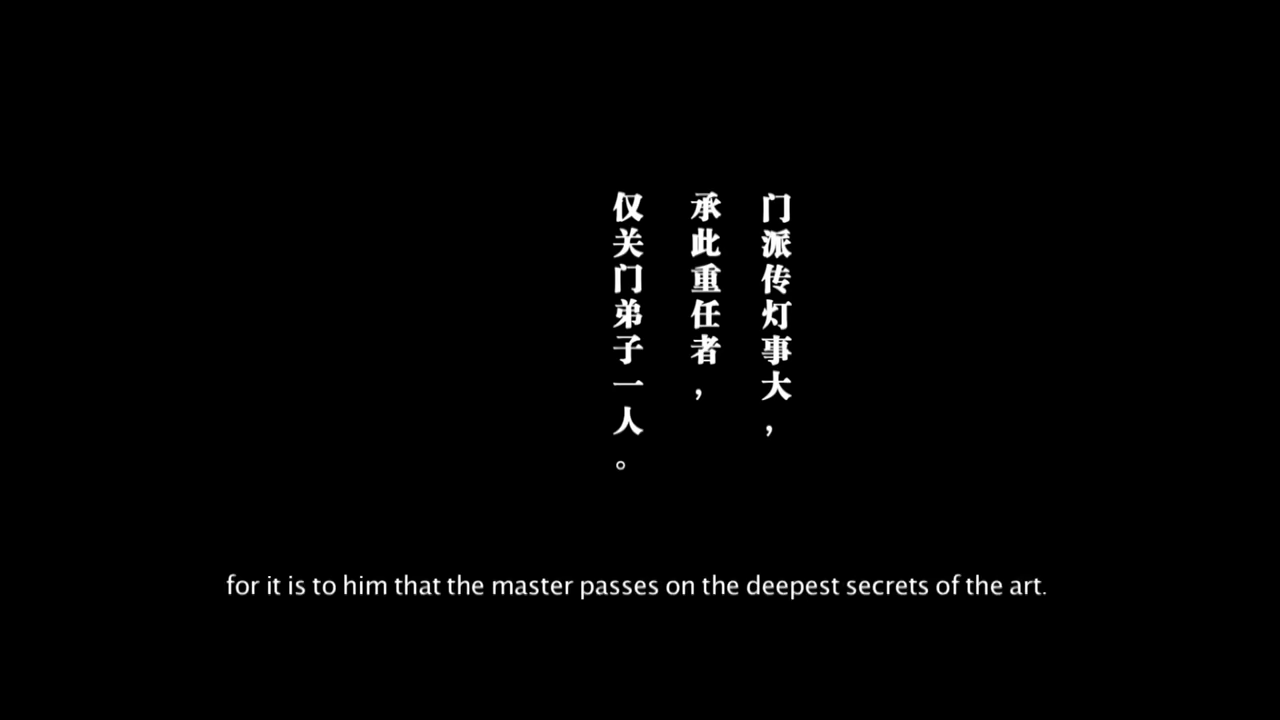 门派传灯事大，
承此重任者，
仅关门弟子一人。
for it is to him that the master passes on the deepest secrets of the art.